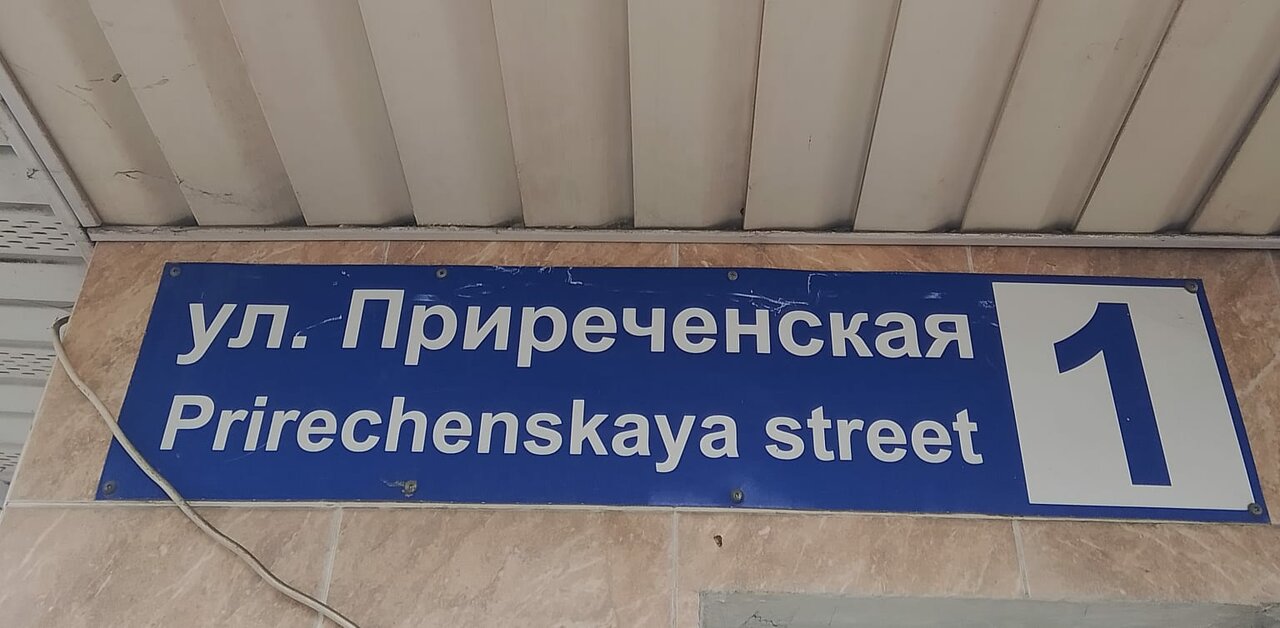 ул. Приреченская
Prirechenskaya street
1